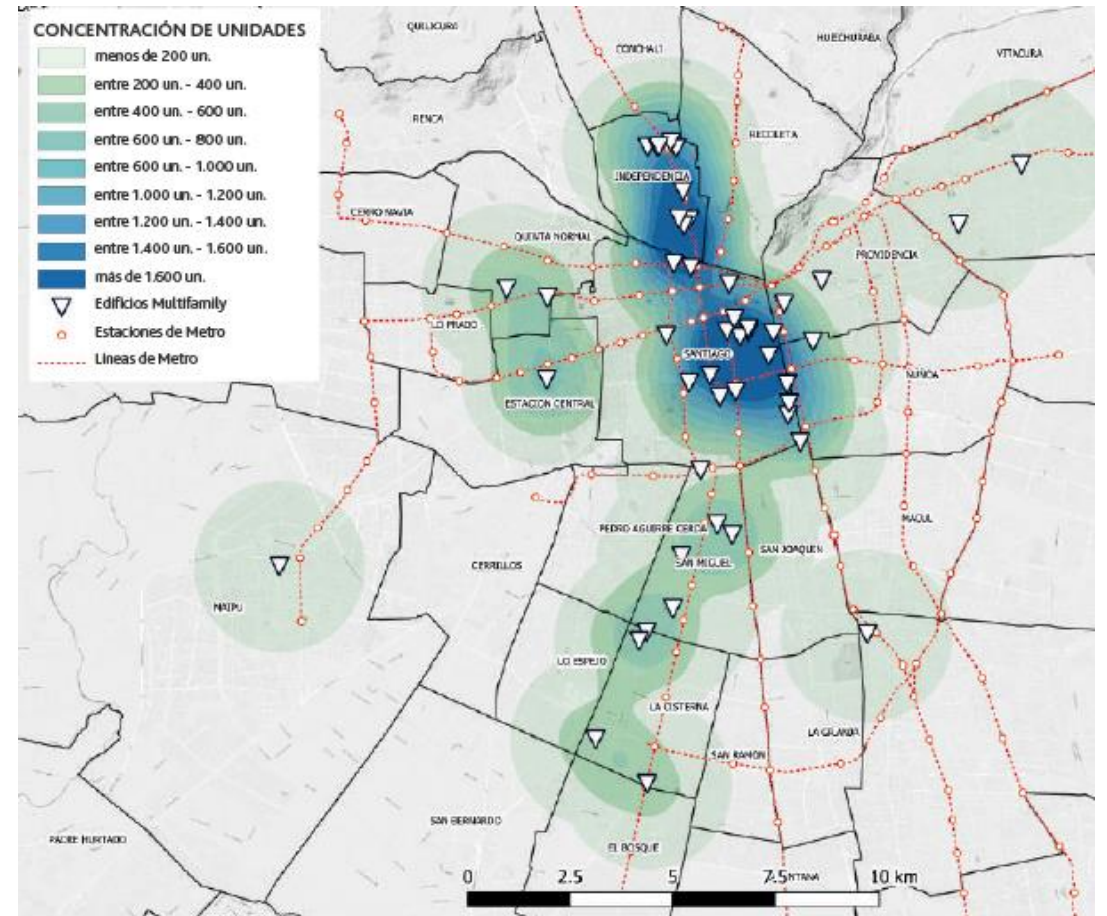 CONCENTRACIÓN DE UNIDADES
menos de 200 un.
entre 200 un. - 400 un.
entre 400 un. - 600 un.
entre 600 un. - 800 un.
entre 600 un. - 1.000 un.
entre 1.000 un. - 1.200 un.
entre 1.200 un. - 1.400 un.
entre 1.400 un. - 1.600 un.
más de 1.600 un.
Edificios Multifamily
Estaciones de Metro
Líneas de Metro
QUILICURA
CONCHALI
HUECHURABA
VITACURA
RENCA
RECOLETA
INDEPENDENCIA
CERRO NAVIA
QUINTA NORMAL
PROVIDENCIA
LO PRADO
SANTIAGO
ÑUÑOA
ESTACION CENTRAL
MACUL
PEDRO AGUIRRE CERDA
SAN JOAQUIN
CERRILLOS
SAN MIGUEL
MAIPU
LO ESPEJO
LA CISTERNA
LA GRANJA
SAN RAMON
SAN BERNARDO
PADRE HURTADO
EL BOSQUE
0 2.5 5 7.5 10 km
NTANA